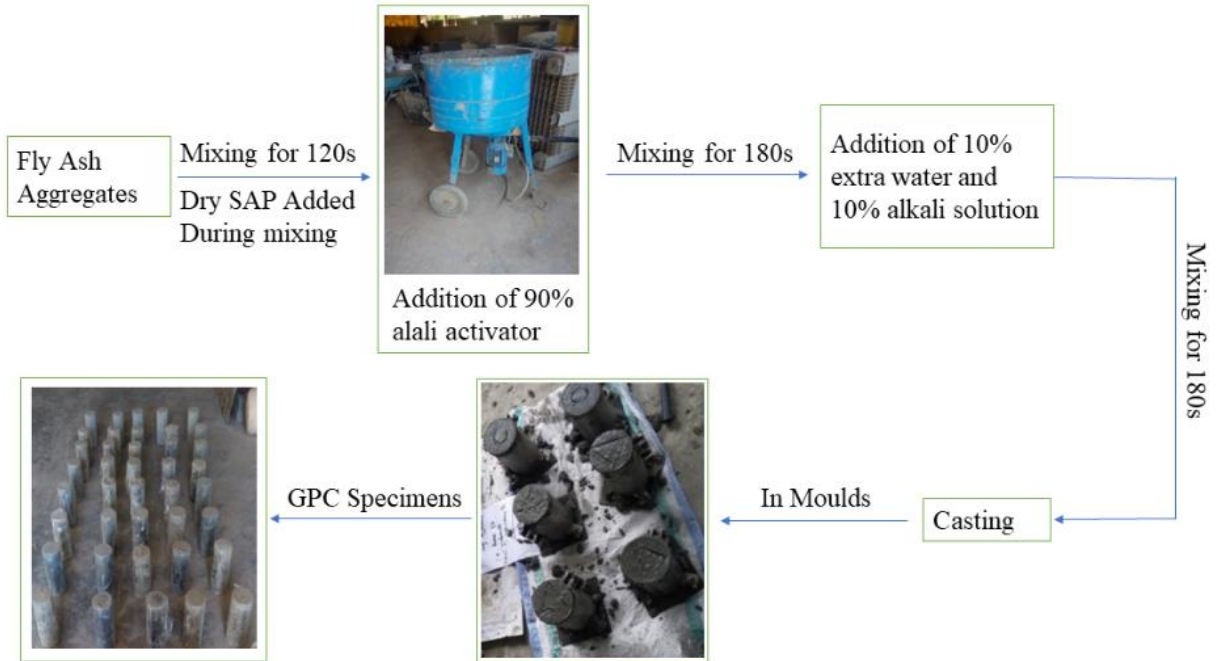 Fly Ash
Aggregates
Mixing for 120s
Dry SAP Added
During mixing
Addition of 90%
alali activator
Mixing for 180s
Addition of 10%
extra water and
10% alkali solution
Mixing for 180s
Casting
In Moulds
GPC Specimens